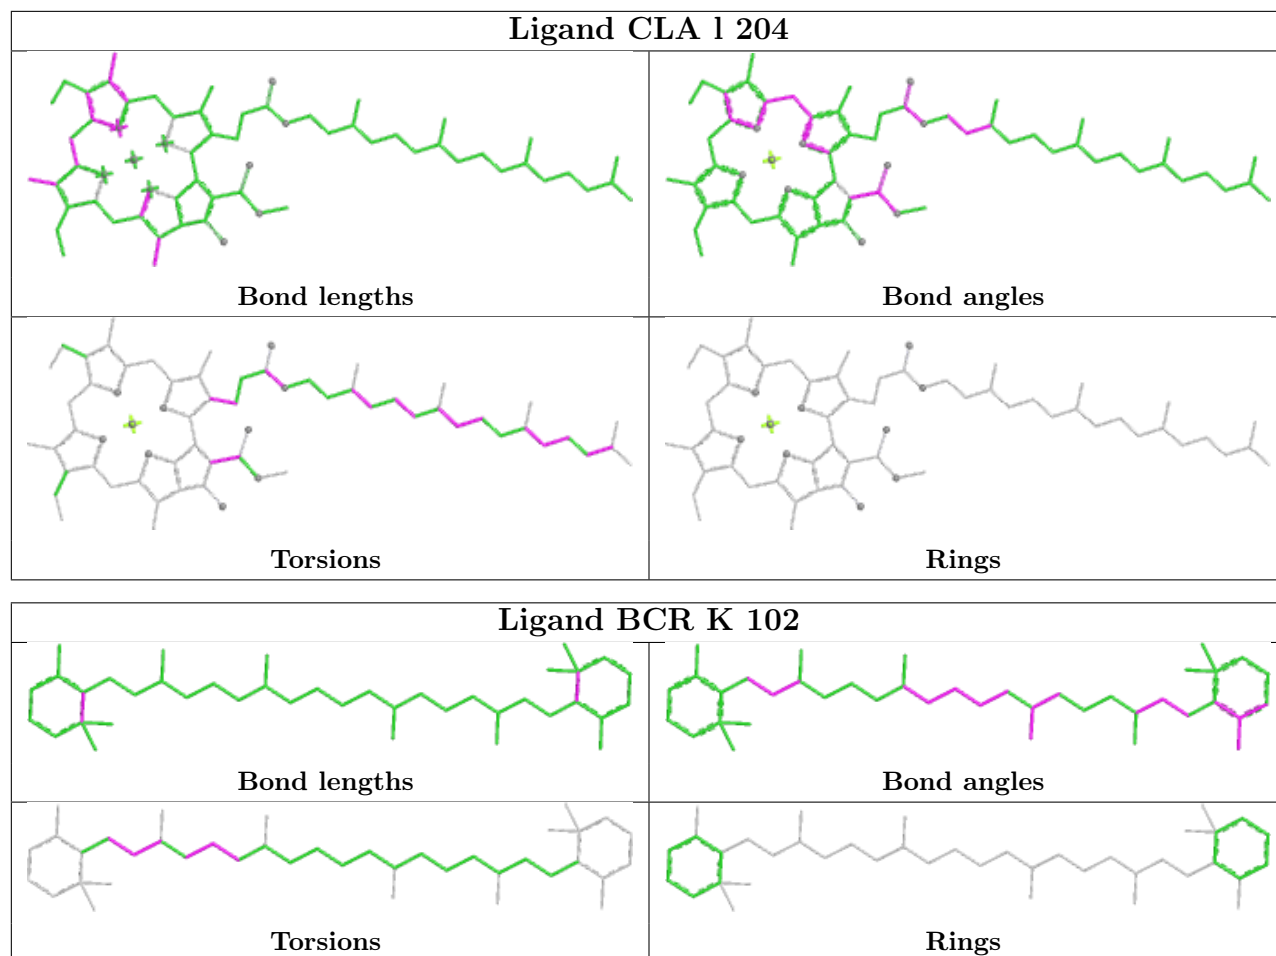 Ligand CLA l 204
Bond lengths
Bond angles
Torsions
Rings
Ligand BCR K 102
Bond lengths
Bond angles
Torsions
Rings